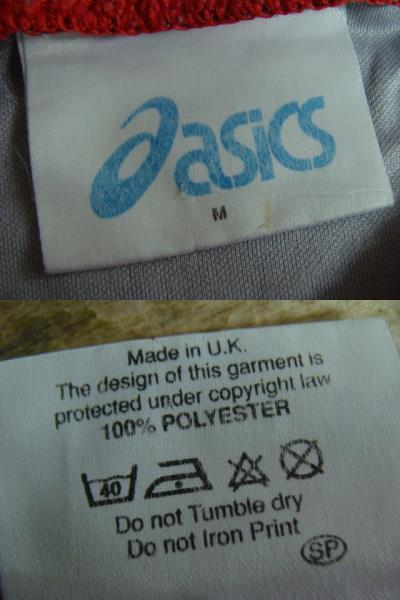 asics
M
Made in U.K.
The design of this garment is
protected under copyright law
100% POLYESTER
40
Do not Tumble dry
Do not Iron Print
SP